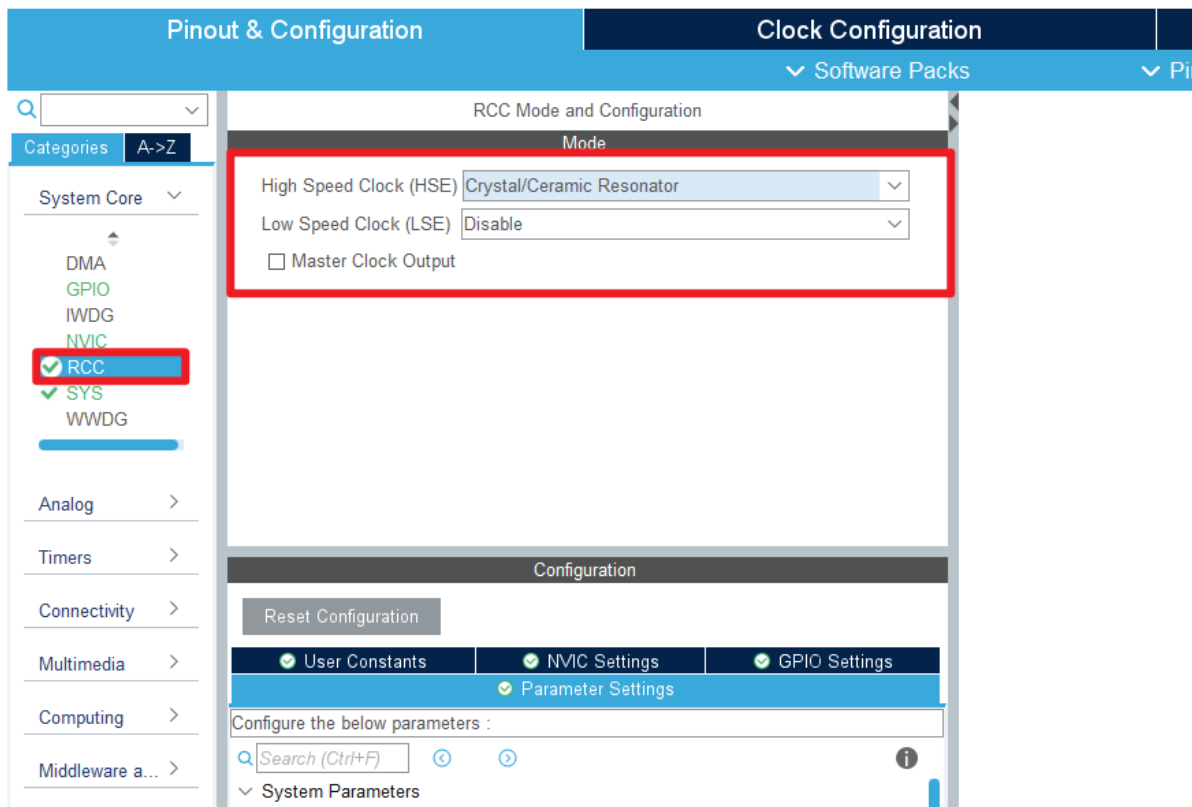 Pinout & Configuration
Clock Configuration
Software Packs
Pi
RCC Mode and Configuration
Categories
A->Z
Mode
System Core
High Speed Clock (HSE) Crystal/Ceramic Resonator
Low Speed Clock (LSE) Disable
Master Clock Output
DMA
GPIO
IWDG
NVIC
RCC
SYS
WWDG
Analog
Timers
Connectivity
Multimedia
Computing
Middleware a...
Configuration
Reset Configuration
User Constants
NVIC Settings
GPIO Settings
Parameter Settings
Configure the below parameters :
Search (Ctrl+F)
System Parameters